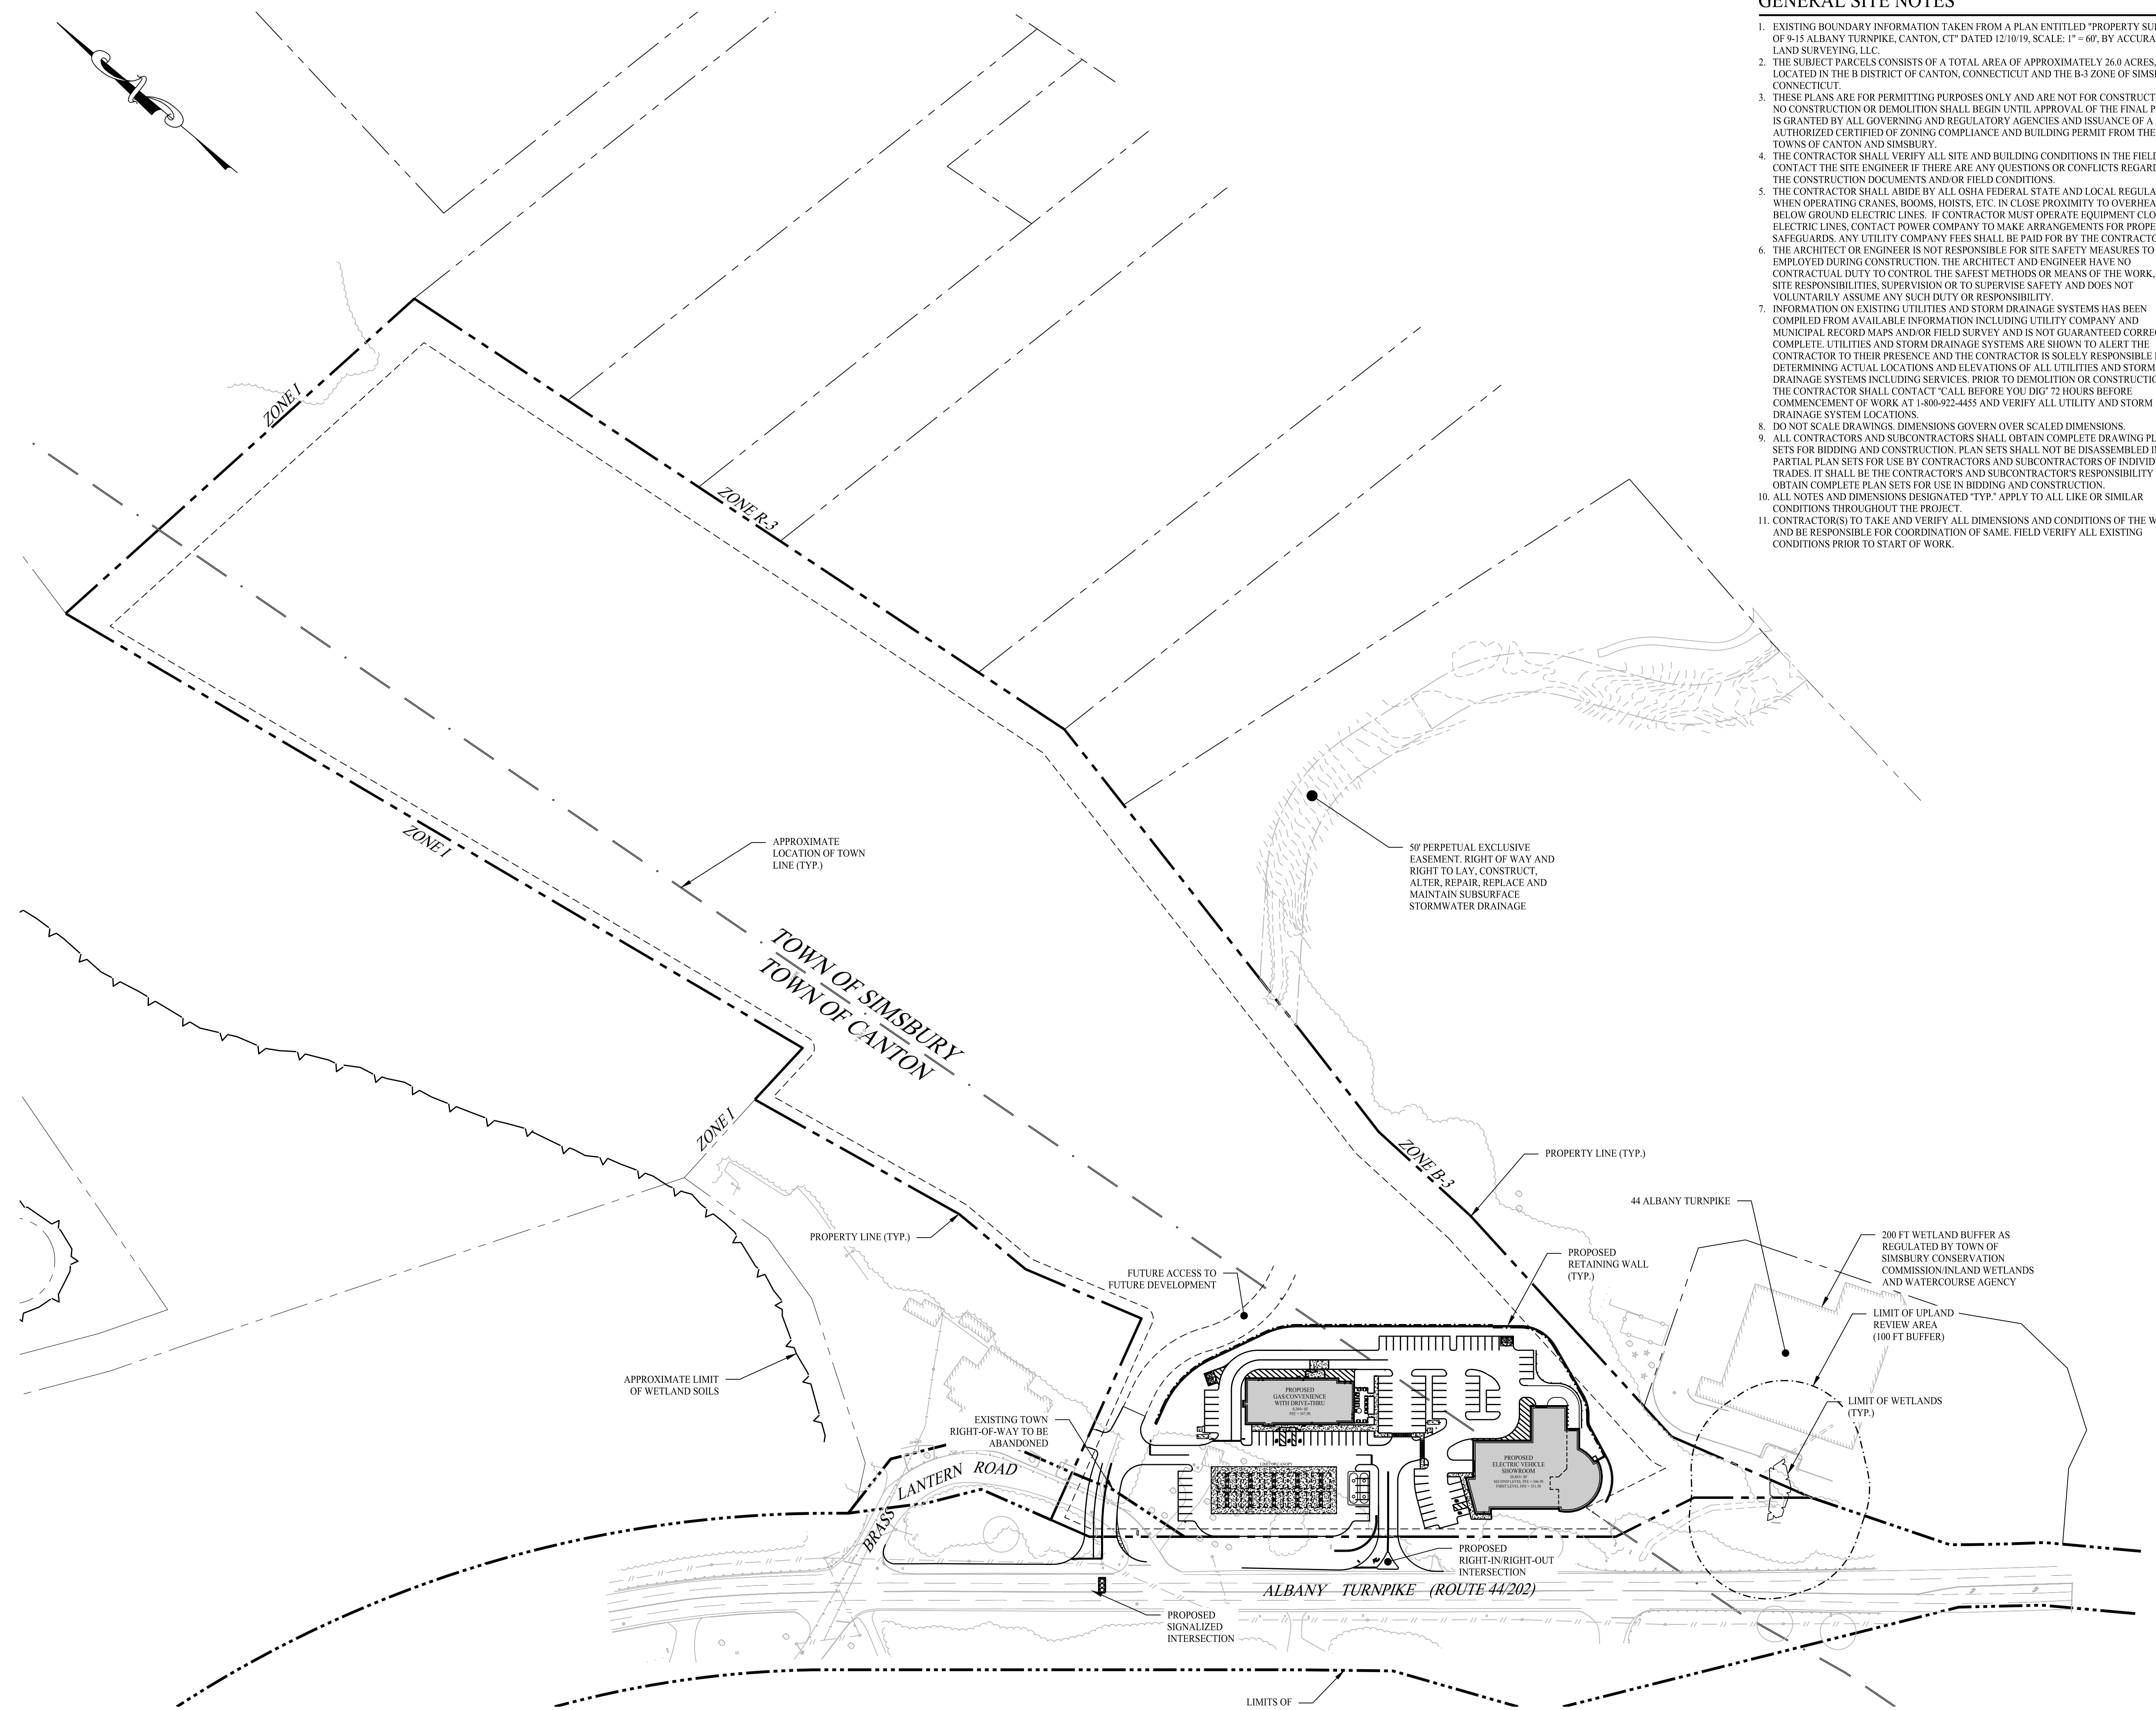 GENERAL SITE NOTES
1. EXISTING BOUNDARY INFORMATION TAKEN FROM A PLAN ENTITLED "PROPERTY SU
OF 9-15 ALBANY TURNPIKE, CANTON, CT" DATED 12/10/19, SCALE: 1" = 60', BY ACCURA
LAND SURVEYING, LLC.
2. THE SUBJECT PARCELS CONSISTS OF A TOTAL AREA OF APPROXIMATELY 26.0 ACRES,
LOCATED IN THE B DISTRICT OF CANTON, CONNECTICUT AND THE B-3 ZONE OF SIMS
CONNECTICUT.
3. THESE PLANS ARE FOR PERMITTING PURPOSES ONLY AND ARE NOT FOR CONSTRUCT
NO CONSTRUCTION OR DEMOLITION SHALL BEGIN UNTIL APPROVAL OF THE FINAL P
IS GRANTED BY ALL GOVERNING AND REGULATORY AGENCIES AND ISSUANCE OF A
AUTHORIZED CERTIFIED OF ZONING COMPLIANCE AND BUILDING PERMIT FROM THE
TOWNS OF CANTON AND SIMSBURY.
4. THE CONTRACTOR SHALL VERIFY ALL SITE AND BUILDING CONDITIONS IN THE FIELD
CONTACT THE SITE ENGINEER IF THERE ARE ANY QUESTIONS OR CONFLICTS REGARD
THE CONSTRUCTION DOCUMENTS AND/OR FIELD CONDITIONS.
5. THE CONTRACTOR SHALL ABIDE BY ALL OSHA FEDERAL STATE AND LOCAL REGULA
WHEN OPERATING CRANES, BOOMS, HOISTS, ETC. IN CLOSE PROXIMITY TO OVERHEA
BELOW GROUND ELECTRIC LINES. IF CONTRACTOR MUST OPERATE EQUIPMENT CLO
ELECTRIC LINES, CONTACT POWER COMPANY TO MAKE ARRANGEMENTS FOR PROPE
SAFEGUARDS. ANY UTILITY COMPANY FEES SHALL BE PAID FOR BY THE CONTRACTO
6. THE ARCHITECT OR ENGINEER IS NOT RESPONSIBLE FOR SITE SAFETY MEASURES TO
EMPLOYED DURING CONSTRUCTION. THE ARCHITECT AND ENGINEER HAVE NO
CONTRACTUAL DUTY TO CONTROL THE SAFEST METHODS OR MEANS OF THE WORK,
SITE RESPONSIBILITIES, SUPERVISION OR TO SUPERVISE SAFETY AND DOES NOT
VOLUNTARILY ASSUME ANY SUCH DUTY OR RESPONSIBILITY.
7. INFORMATION ON EXISTING UTILITIES AND STORM DRAINAGE SYSTEMS HAS BEEN
COMPILED FROM AVAILABLE INFORMATION INCLUDING UTILITY COMPANY AND
MUNICIPAL RECORD MAPS AND/OR FIELD SURVEY AND IS NOT GUARANTEED CORRE
COMPLETE. UTILITIES AND STORM DRAINAGE SYSTEMS ARE SHOWN TO ALERT THE
CONTRACTOR TO THEIR PRESENCE AND THE CONTRACTOR IS SOLELY RESPONSIBLE
DETERMINING ACTUAL LOCATIONS AND ELEVATIONS OF ALL UTILITIES AND STORM
DRAINAGE SYSTEMS INCLUDING SERVICES. PRIOR TO DEMOLITION OR CONSTRUCTIO
THE CONTRACTOR SHALL CONTACT "CALL BEFORE YOU DIG" 72 HOURS BEFORE
COMMENCEMENT OF WORK AT 1-800-922-4455 AND VERIFY ALL UTILITY AND STORM
DRAINAGE SYSTEM LOCATIONS.
8. DO NOT SCALE DRAWINGS. DIMENSIONS GOVERN OVER SCALED DIMENSIONS.
9. ALL CONTRACTORS AND SUBCONTRACTORS SHALL OBTAIN COMPLETE DRAWING PL
SETS FOR BIDDING AND CONSTRUCTION. PLAN SETS SHALL NOT BE DISASSEMBLED I
PARTIAL PLAN SETS FOR USE BY CONTRACTORS AND SUBCONTRACTORS OF INDIVID
TRADES. IT SHALL BE THE CONTRACTOR'S AND SUBCONTRACTOR'S RESPONSIBILITY
OBTAIN COMPLETE PLAN SETS FOR USE IN BIDDING AND CONSTRUCTION.
10. ALL NOTES AND DIMENSIONS DESIGNATED "TYP." APPLY TO ALL LIKE OR SIMILAR
CONDITIONS THROUGHOUT THE PROJECT.
11. CONTRACTOR(S) TO TAKE AND VERIFY ALL DIMENSIONS AND CONDITIONS OF THE W
AND BE RESPONSIBLE FOR COORDINATION OF SAME. FIELD VERIFY ALL EXISTING
CONDITIONS PRIOR TO START OF WORK.
ZONE I
ZONE R-3
ZONE I
APPROXIMATE
LOCATION OF TOWN
LINE (TYP.)
50' PERPETUAL EXCLUSIVE
EASEMENT. RIGHT OF WAY AND
RIGHT TO LAY, CONSTRUCT,
ALTER, REPAIR, REPLACE AND
MAINTAIN SUBSURFACE
STORMWATER DRAINAGE
TOWN OF SIMSBURY
TOWN OF CANTON
ZONE I
ZONE B-3
PROPERTY LINE (TYP.)
44 ALBANY TURNPIKE
PROPERTY LINE (TYP.)
200 FT WETLAND BUFFER AS
REGULATED BY TOWN OF
SIMSBURY CONSERVATION
COMMISSION/INLAND WETLANDS
AND WATERCOURSE AGENCY
PROPOSED
RETAINING WALL
(TYP.)
FUTURE ACCESS TO
FUTURE DEVELOPMENT
LIMIT OF UPLAND
REVIEW AREA
(100 FT BUFFER)
APPROXIMATE LIMIT
OF WETLAND SOILS
PROPOSED
GAS/CONVENIENCE
WITH DRIVE-THRU
LIMIT OF WETLANDS
(TYP.)
EXISTING TOWN
RIGHT-OF-WAY TO BE
ABANDONED
LIMIT OF CANOPY
PROPOSED
ELECTRIC VEHICLE
SHOWROOM
BRASS LANTERN ROAD
PROPOSED
RIGHT-IN/RIGHT-OUT
INTERSECTION
ALBANY TURNPIKE (ROUTE 44/202)
PROPOSED
SIGNALIZED
INTERSECTION
LIMITS OF